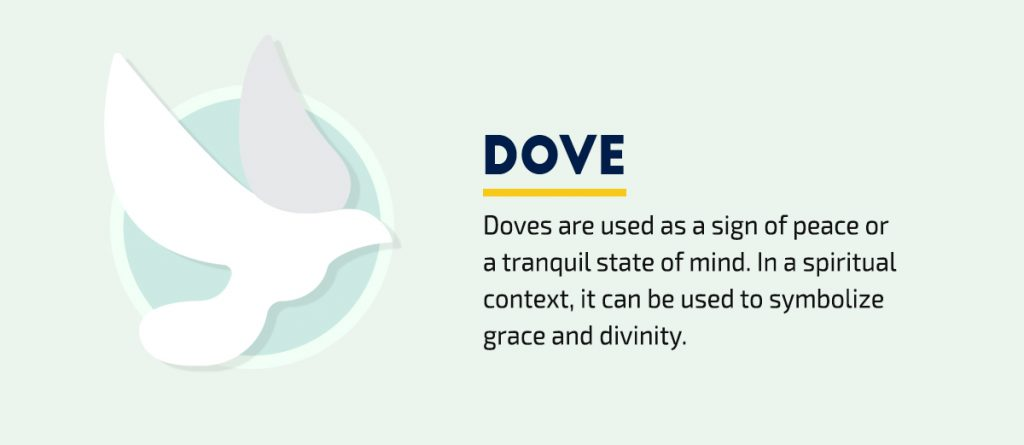 DOVE
Doves are used as a sign of peace or
a tranquil state of mind. In a spiritual
context, it can be used to symbolize
grace and divinity.